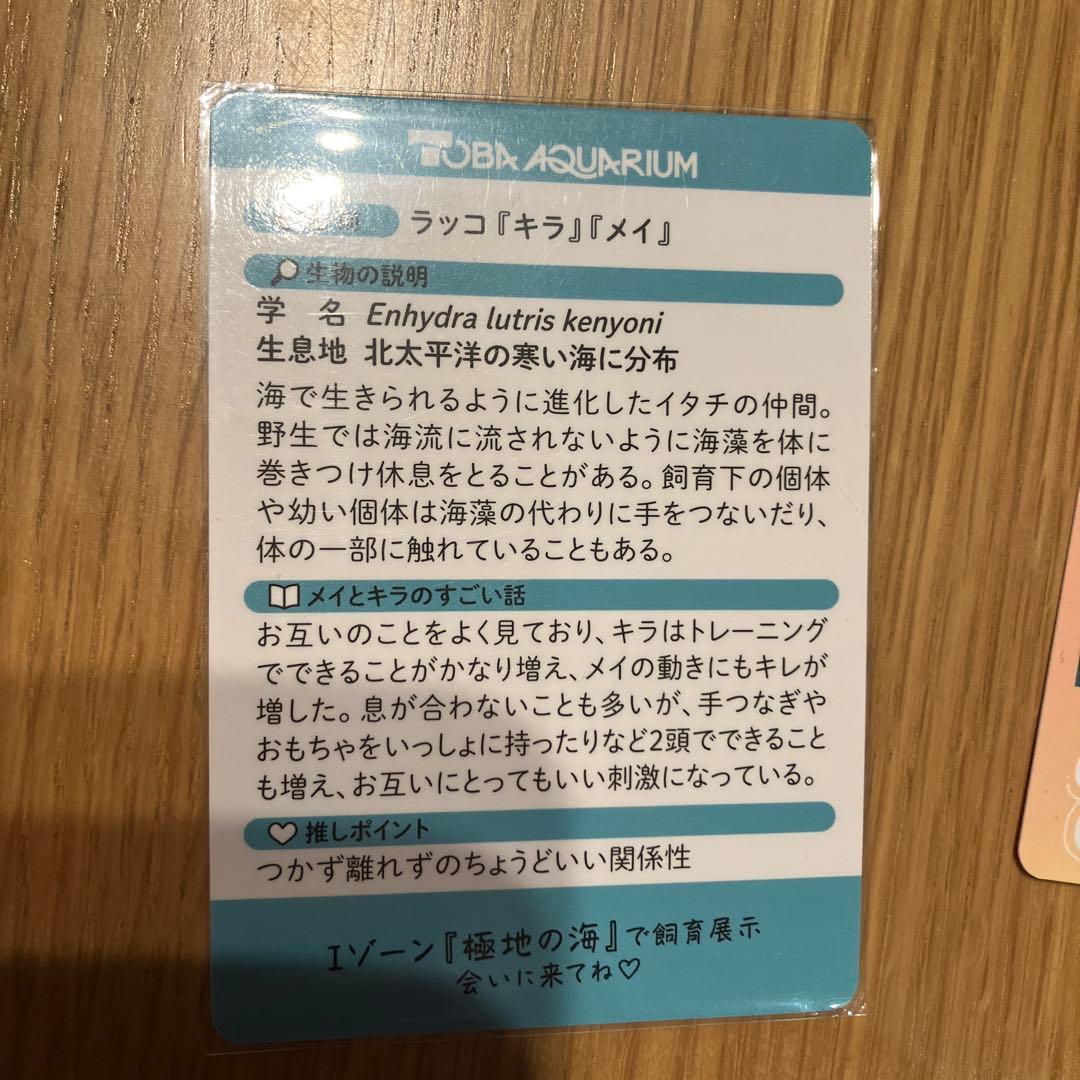 TOBA AQUARIUM
ラッコ『キラ』『メイ』
生物の説明
学　名 Enhydra lutris kenyoni
生息地 北太平洋の寒い海に分布
海で生きられるように進化したイタチの仲間。
野生では海流に流されないように海藻を体に
巻きつけ休息をとることがある。飼育下の個体
や幼い個体は海藻の代わりに手をつないだり、
体の一部に触れていることもある。
メイとキラのすごい話
お互いのことをよく見ており、キラはトレーニング
でできることがかなり増え、メイの動きにもキレが
増した。息が合わないことも多いが、手つなぎや
おもちゃをいっしょに持ったりなど2頭でできること
も増え、お互いにとってもいい刺激になっている。
推しポイント
つかず離れずのちょうどいい関係性
Iゾーン『極地の海』で飼育展示
会いに来てね♡